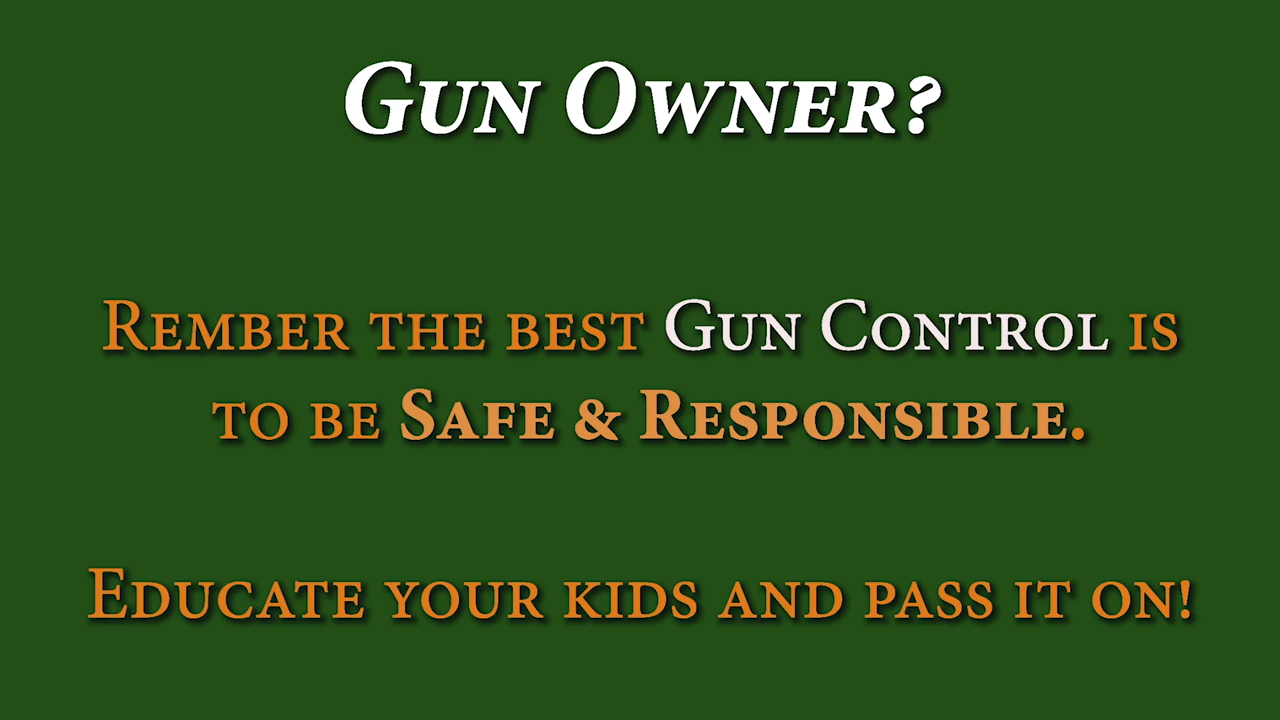 Gun Owner?
Rember the best Gun Control is
to be Safe & Responsible.
Educate your kids and pass it on!